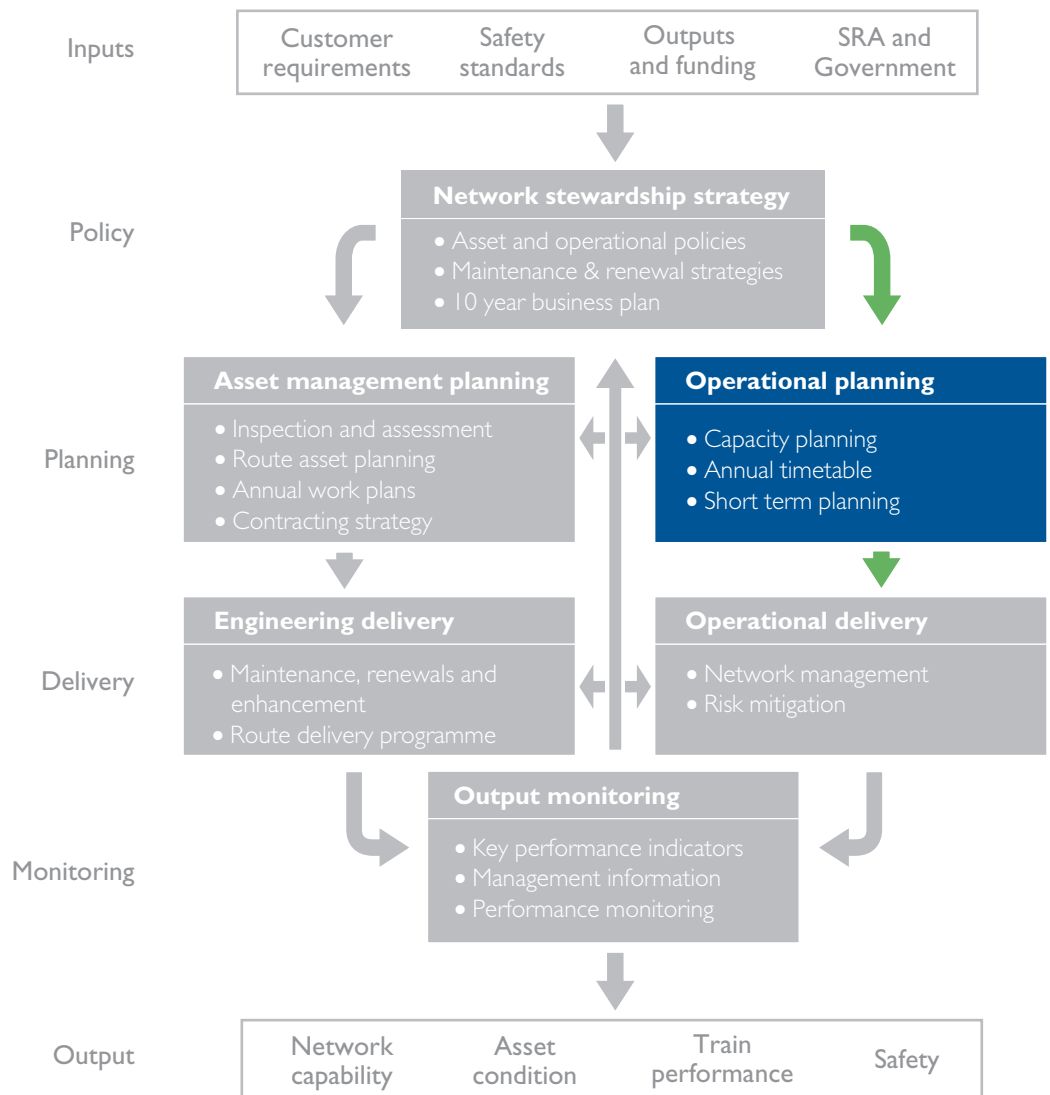 Inputs
Customer
requirements
Safety
standards
Outputs
and funding
SRA and
Government
Policy
Network stewardship strategy
• Asset and operational policies
• Maintenance & renewal strategies
• 10 year business plan
Planning
Asset management planning
• Inspection and assessment
• Route asset planning
• Annual work plans
• Contracting strategy
Operational planning
• Capacity planning
• Annual timetable
• Short term planning
Delivery
Engineering delivery
• Maintenance, renewals and
enhancement
• Route delivery programme
Operational delivery
• Network management
• Risk mitigation
Monitoring
Output monitoring
• Key performance indicators
• Management information
• Performance monitoring
Output
Network
capability
Asset
condition
Train
performance
Safety